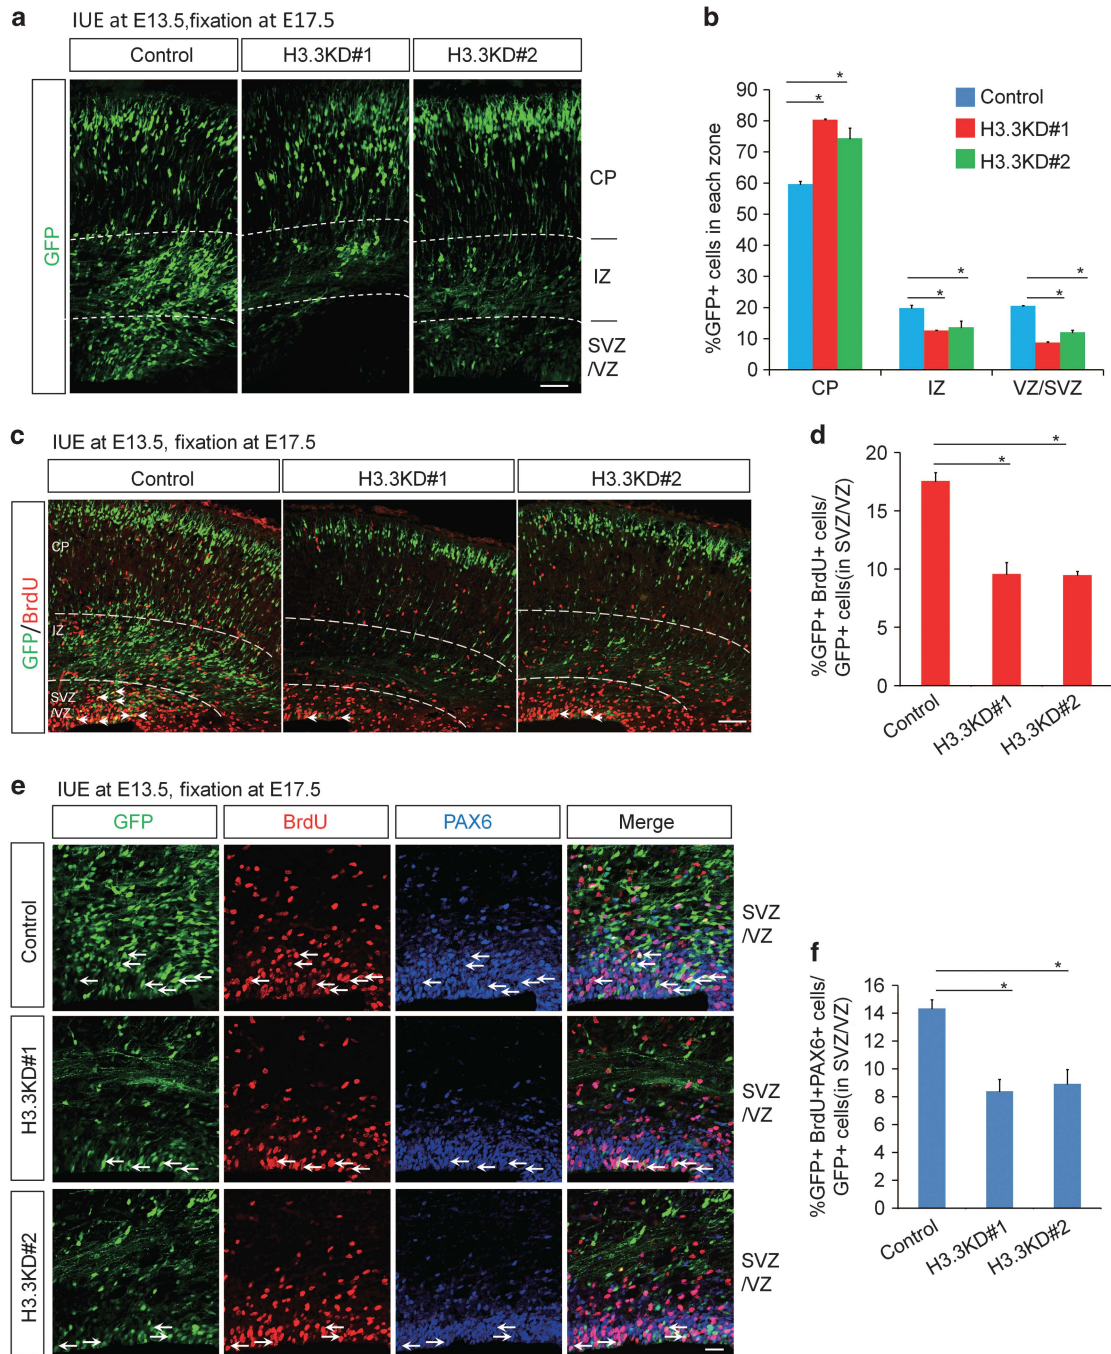 a
IUE at E13.5,fixation at E17.5
Control
H3.3KD#1
H3.3KD#2
GFP
CP
IZ
SVZ
/VZ
b
%GFP+ cells in each zone
90
80
70
60
50
40
30
20
10
0
Control
H3.3KD#1
H3.3KD#2
*
*
*
*
*
*
CP
IZ
VZ/SVZ
c
IUE at E13.5, fixation at E17.5
Control
H3.3KD#1
H3.3KD#2
GFP/BrdU
CP
IZ
SVZ
/VZ
d
%GFP+ BrdU+ cells/
GFP+ cells(in SVZ/VZ)
20
15
10
5
0
*
*
Control
H3.3KD#1
H3.3KD#2
e
IUE at E13.5, fixation at E17.5
GFP
BrdU
PAX6
Merge
Control
SVZ
/VZ
H3.3KD#1
SVZ
/VZ
H3.3KD#2
SVZ
/VZ
f
%GFP+ BrdU+PAX6+ cells/
GFP+ cells(in SVZ/VZ)
16
14
12
10
8
6
4
2
0
*
*
Control
H3.3KD#1
H3.3KD#2